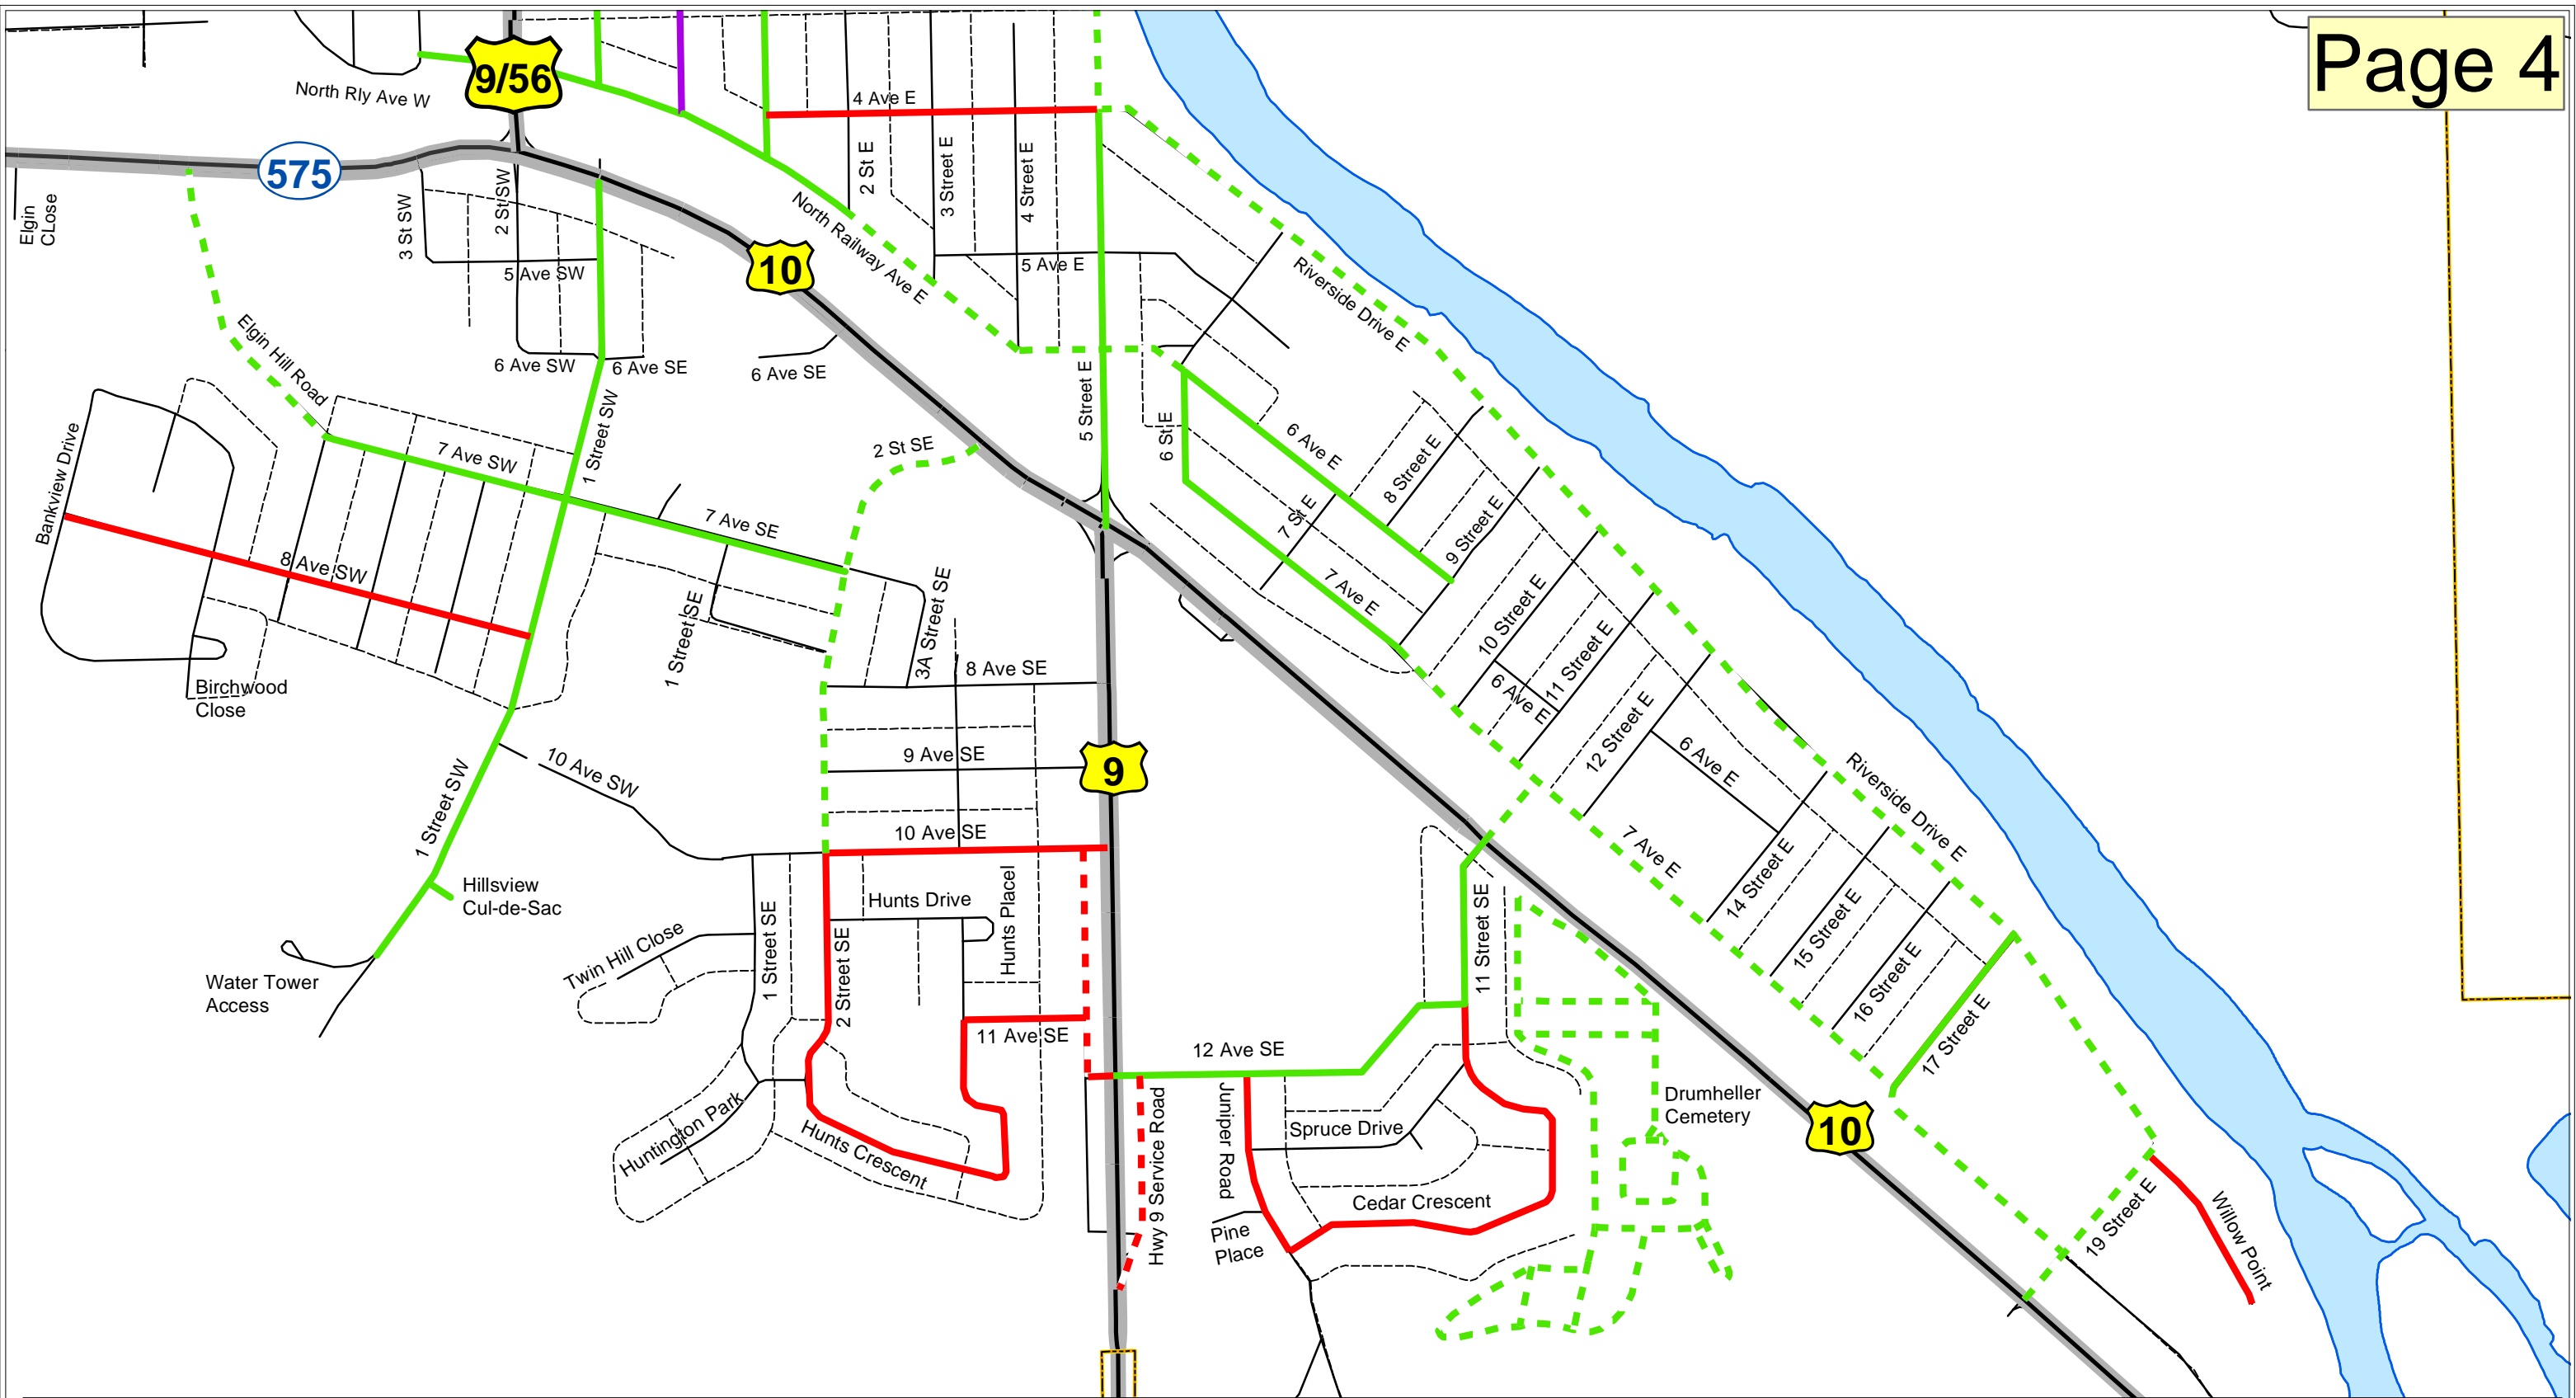 Page 4
9/56
North Rly Ave W
4 Ave E
575
Elgin
CLose
3 St SW
2 St SW
5 Ave SW
6 Ave SW
6 Ave SE
6 Ave SE
10
2 St E
3 Street E
4 Street E
North Railway Ave E
5 Ave E
Riverside Drive E
Elgin Hill Road
Bankview Drive
7 Ave SW
1 Street SW
8 Ave SW
7 Ave SE
2 St SE
5 Street E
6 St E
6 Ave E
7 St E
8 Street E
9 Street E
7 Ave E
10 Street E
6 Ave E
11 Street E
12 Street E
6 Ave E
7 Ave E
Riverside Drive E
14 Street E
15 Street E
16 Street E
17 Street E
19 Street E
Willow Point
Birchwood
Close
1 Street SE
3A Street SE
8 Ave SE
9 Ave SE
9
10 Ave SW
10 Ave SE
1 Street SW
Hillsview
Cul-de-Sac
Water Tower
Access
Twin Hill Close
1 Street SE
2 Street SE
Hunts Drive
Hunts Placel
11 Ave SE
Huntington Park
Hunts Crescent
12 Ave SE
11 Street SE
Hwy 9 Service Road
Juniper Road
Pine
Place
Spruce Drive
Cedar Crescent
Drumheller
Cemetery
10